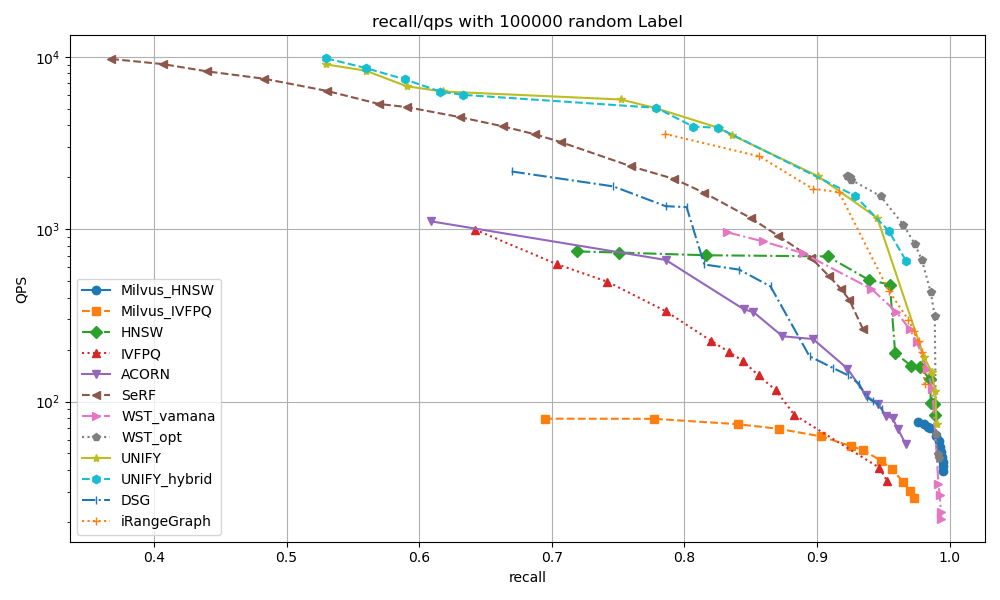 recall/qps with 100000 random Label
QPS
10⁴
10³
10²
Milvus_HNSW
Milvus_IVFPQ
HNSW
IVFPQ
ACORN
SeRF
WST_vamana
WST_opt
UNIFY
UNIFY_hybrid
DSG
iRangeGraph
0.4 0.5 0.6 0.7 0.8 0.9 1.0
recall